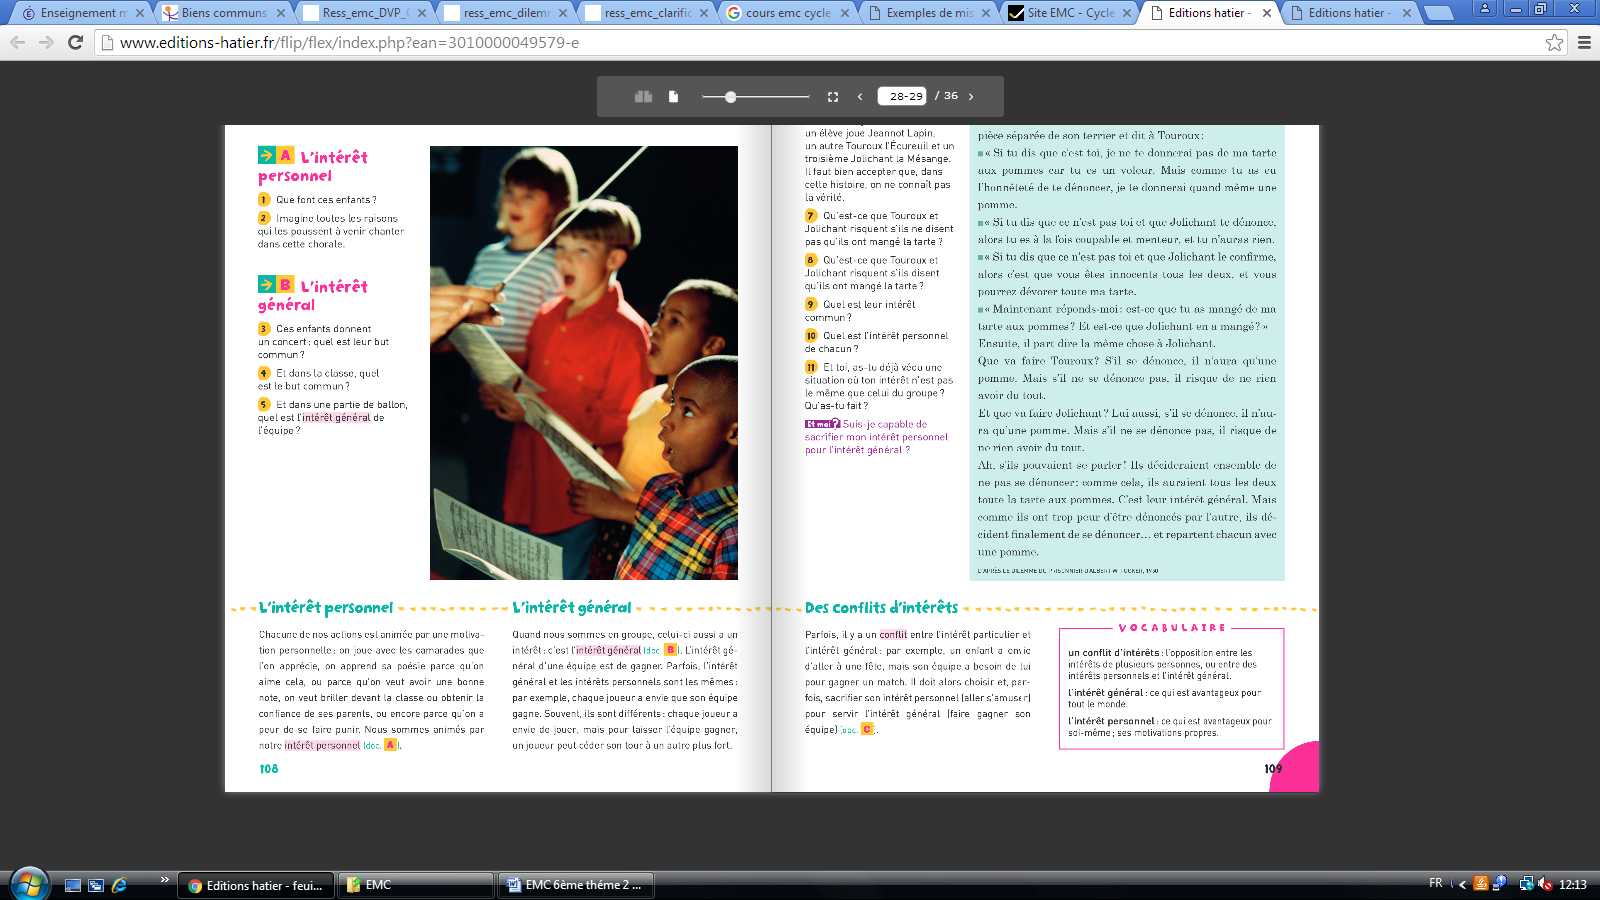 Enseignement m
Biens communs
Ress_emc_DVP_C
ress_emc_dilemn
ress_emc_clarific
cours emc cycle
Exemples de mis
Site EMC - Cycle
Editions hatier -
Editions hatier -
www.editions-hatier.fr/flip/flex/index.php?ean=3010000049579-e
28-29 / 36
A L'intérêt
personnel
1 Que font ces enfants ?
2 Imagine toutes les raisons
qui les poussent à venir chanter
dans cette chorale.
B L'intérêt
général
3 Ces enfants donnent
un concert : quel est leur but
commun ?
4 Et dans la classe, quel
est le but commun ?
5 Et dans une partie de ballon,
quel est l'intérêt général de
l'équipe ?
L'intérêt personnel
Chacune de nos actions est animée par une motiva-
tion personnelle : on joue avec les camarades que
l'on apprécie, on apprend sa poésie parce qu'on
aime cela, ou parce qu'on veut avoir une bonne
note, on veut briller devant la classe ou obtenir la
confiance de ses parents, ou encore parce qu'on a
peur de se faire punir. Nous sommes animés par
notre intérêt personnel (doc. A).
108
L'intérêt général
Quand nous sommes en groupe, celui-ci aussi a un
intérêt : c'est l'intérêt général (doc. B). L'intérêt gé-
néral d'une équipe est de gagner. Parfois, l'intérêt
général et les intérêts personnels sont les mêmes :
par exemple, chaque joueur a envie que son équipe
gagne. Souvent, ils sont différents : chaque joueur a
envie de jouer, mais pour laisser l'équipe gagner,
un joueur peut céder son tour à un autre plus fort.
un élève joue Jeannot Lapin,
un autre Touroux l'Écureuil et un
troisième Jolichant la Mésange.
Il faut bien accepter que, dans
cette histoire, on ne connaît pas
la vérité.
7 Qu'est-ce que Touroux et
Jolichant risquent s'ils ne disent
pas qu'ils ont mangé la tarte ?
8 Qu'est-ce que Touroux et
Jolichant risquent s'ils disent
qu'ils ont mangé la tarte ?
9 Quel est leur intérêt
commun ?
10 Quel est l'intérêt personnel
de chacun ?
11 Et toi, as-tu déjà vécu une
situation où ton intérêt n'est pas
le même que celui du groupe ?
Qu'as-tu fait ?
Et moi ? Suis-je capable de
sacrifier mon intérêt personnel
pour l'intérêt général ?
pièce séparée de son terrier et dit à Touroux :
« Si tu dis que c'est toi, je ne te donnerai pas de ma tarte
aux pommes car tu es un voleur. Mais comme tu as eu
l'honnêteté de te dénoncer, je te donnerai quand même une
pomme.
« Si tu dis que ce n'est pas toi et que Jolichant te dénonce,
alors tu es à la fois coupable et menteur, et tu n'auras rien.
« Si tu dis que ce n'est pas toi et que Jolichant le confirme,
alors c'est que vous êtes innocents tous les deux, et vous
pourrez dévorer toute ma tarte.
« Maintenant réponds-moi : est-ce que tu as mangé de ma
tarte aux pommes ? Et est-ce que Jolichant en a mangé ? »
Ensuite, il part dire la même chose à Jolichant.
Que va faire Touroux ? S'il se dénonce, il n'aura qu'une
pomme. Mais s'il ne se dénonce pas, il risque de ne rien
avoir du tout.
Et que va faire Jolichant ? Lui aussi, s'il se dénonce, il n'au-
ra qu'une pomme. Mais s'il ne se dénonce pas, il risque de
ne rien avoir du tout.
Ah, s'ils pouvaient se parler ! Ils décideraient ensemble de
ne pas se dénoncer : comme cela, ils auraient tous les deux
toute la tarte aux pommes. C'est leur intérêt général. Mais
comme ils ont trop peur d'être dénoncés par l'autre, ils dé-
cident finalement de se dénoncer... et repartent chacun avec
une pomme.
D'APRÈS LE DILEMME DU PRISONNIER D'ALBERT W. TUCKER, 1950
Des conflits d'intérêts
Parfois, il y a un conflit entre l'intérêt particulier et
l'intérêt général : par exemple, un enfant a envie
d'aller à une fête, mais son équipe a besoin de lui
pour gagner un match. Il doit alors choisir et, par-
fois, sacrifier son intérêt personnel (aller s'amuser)
pour servir l'intérêt général (faire gagner son
équipe) (doc. C).
VOCABULAIRE
un conflit d'intérêts : l'opposition entre les
intérêts de plusieurs personnes, ou entre des
intérêts personnels et l'intérêt général.
l'intérêt général : ce qui est avantageux pour
tout le monde.
l'intérêt personnel : ce qui est avantageux pour
soi-même ; ses motivations propres.
109
Editions hatier - feui...
EMC
EMC 6ème théme 2 ...
FR
12:13